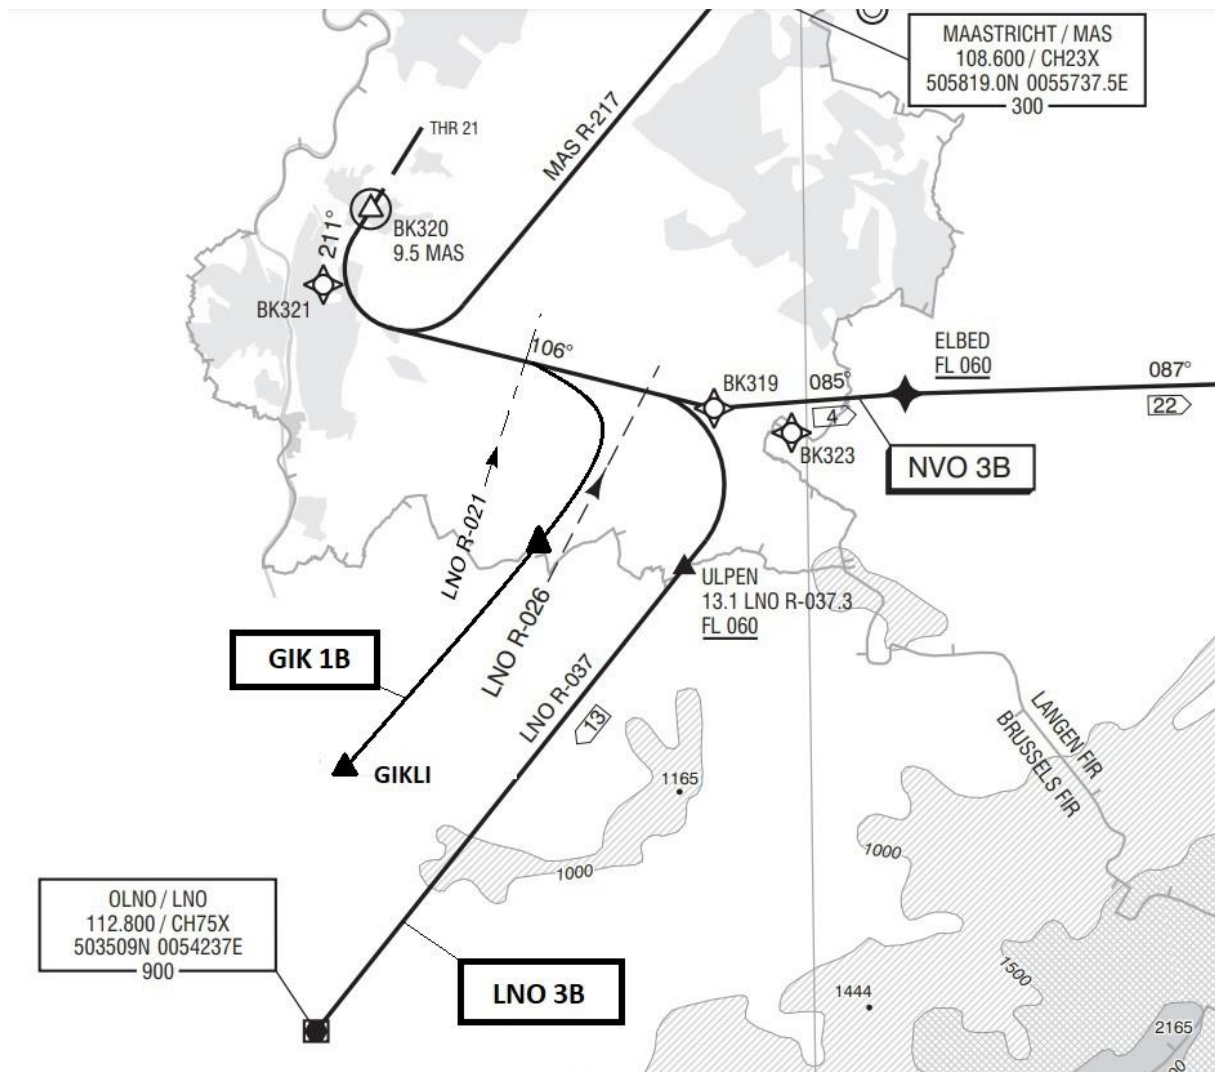 MAASTRICHT / MAS
108.600 / CH23X
505819.0N 0055737.5E
300
THR 21
MAS R-217
BK320
9.5 MAS
211°
BK321
106°
ELBED
FL 060
BK319
085°
087°
4
22
BK323
NVO 3B
LNO R-021
LNO R-026
ULPEN
13.1 LNO R-037.3
FL 060
GIK 1B
LNO R-037
13
GIKLI
LANGEN FIR
BRUSSELS FIR
1165
1000
1000
OLNO / LNO
112.800 / CH75X
503509N 0054237E
900
LNO 3B
1500
1444
2165